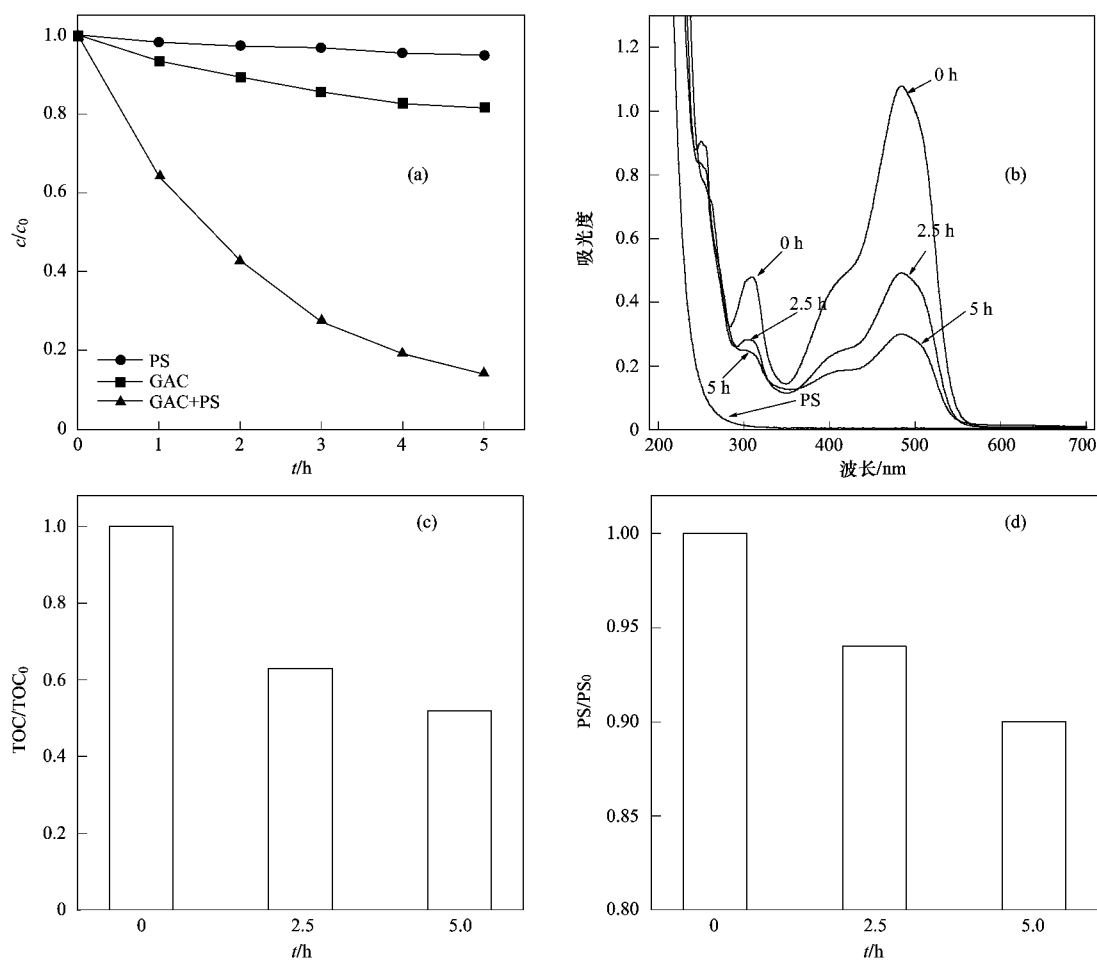 1.0
0.8
0.6
0.4
0.2
0
c/c0
0 1 2 3 4 5
t/h
(a)
PS
GAC
GAC+PS
1.2
1.0
0.8
0.6
0.4
0.2
0
吸光度
200 300 400 500 600 700
波长/nm
(b)
0 h
2.5 h
5 h
0 h
2.5 h
5 h
PS
1.0
0.8
0.6
0.4
0.2
0
TOC/TOC0
0 2.5 5.0
t/h
(c)
1.00
0.95
0.90
0.85
0.80
PS/PS0
0 2.5 5.0
t/h
(d)